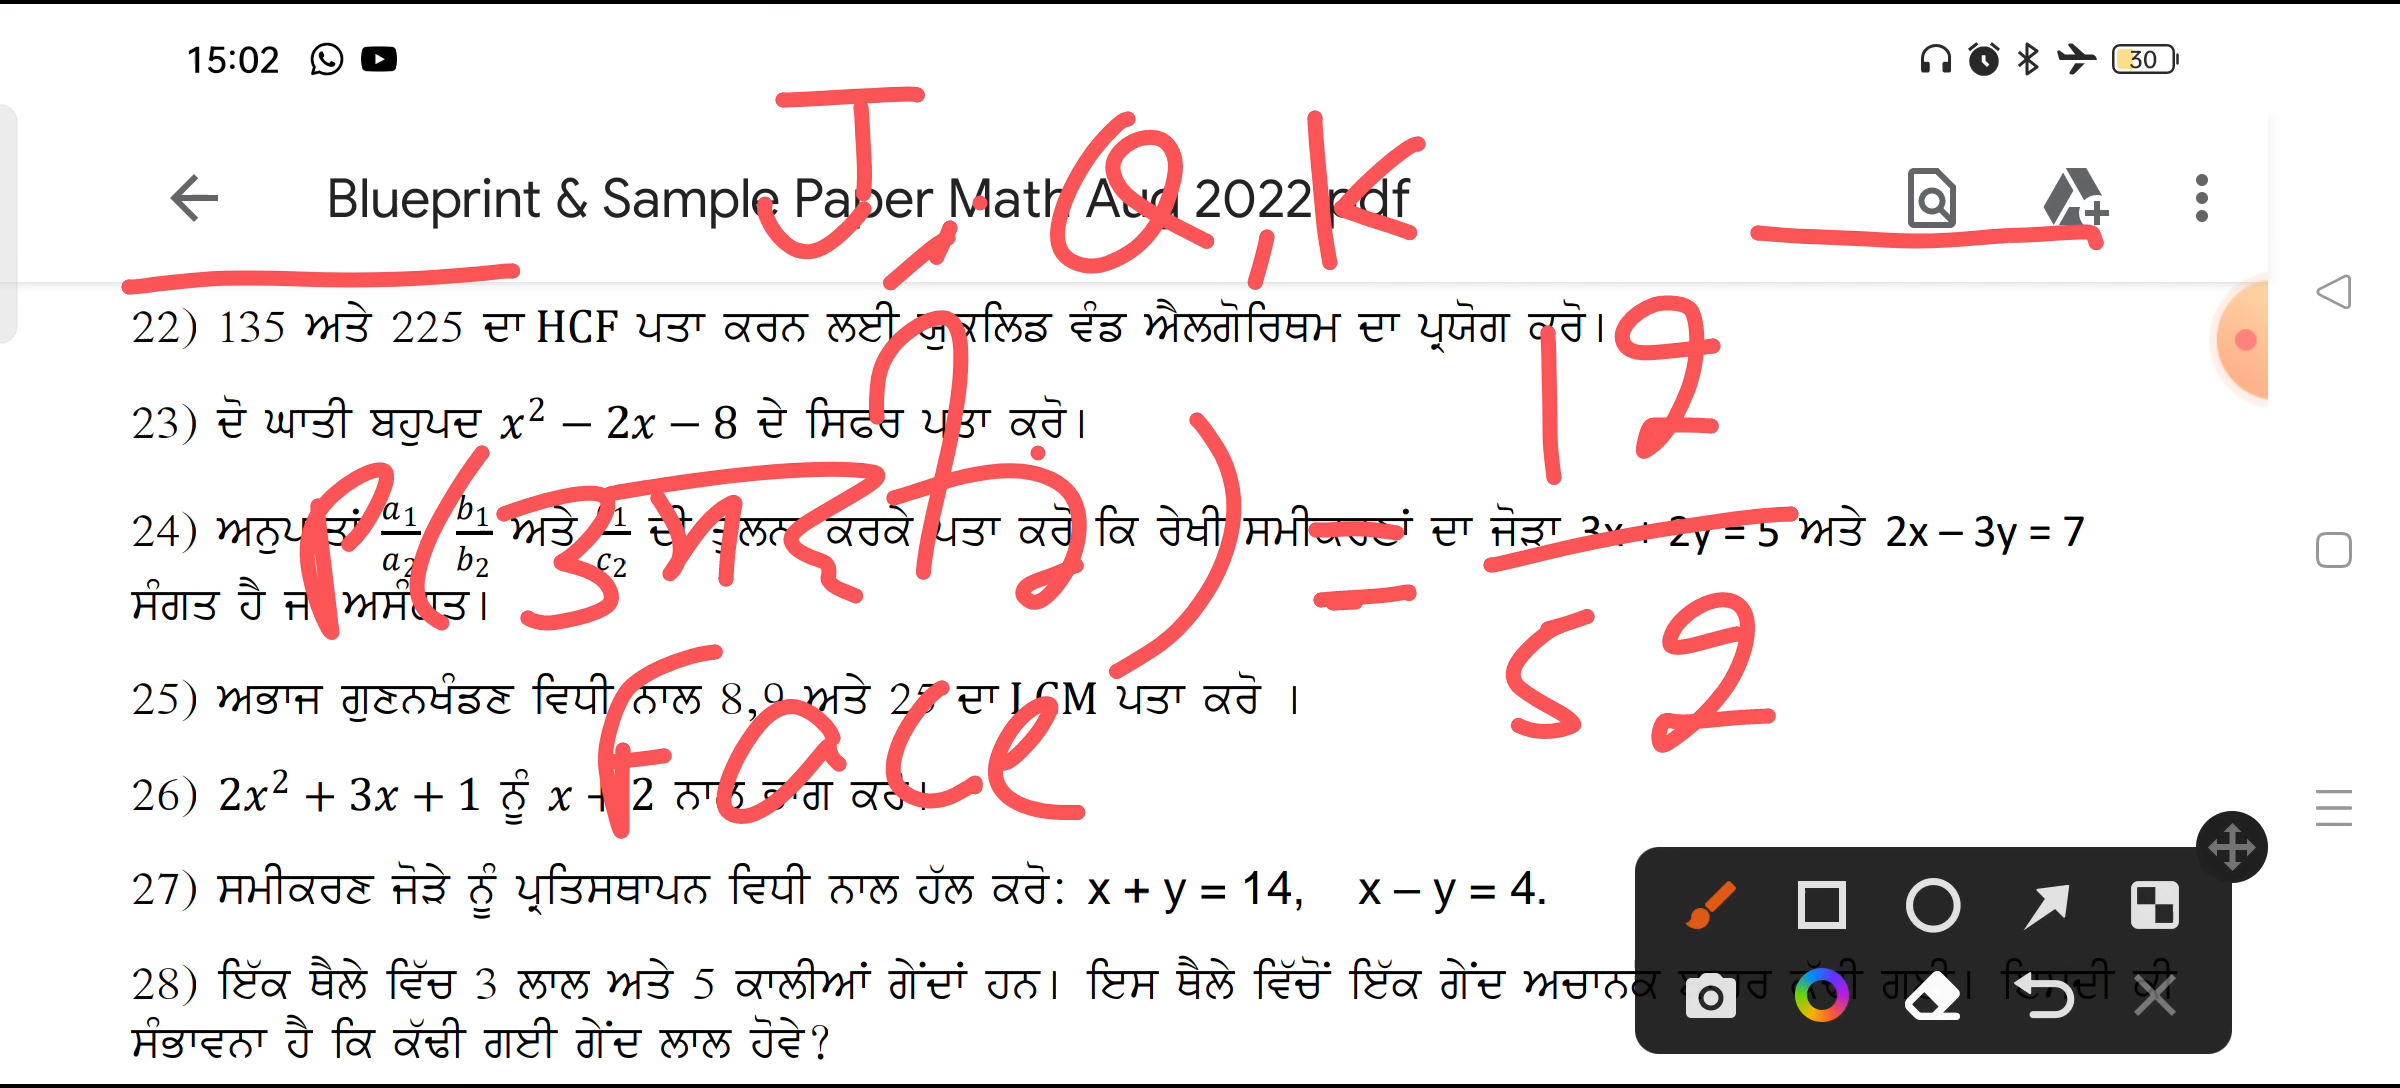 15:02
30
Blueprint & Sample Paper Math Aug 2022.pdf
J, Q, K
22) 135 ਅਤੇ 225 ਦਾ HCF ਪਤਾ ਕਰਨ ਲਈ ਯੁਕਲਿਡ ਵੰਡ ਐਲਗੋਰਿਥਮ ਦਾ ਪ੍ਰਯੋਗ ਕਰੋ।
23) ਦੋ ਘਾਤੀ ਬਹੁਪਦ x² − 2x − 8 ਦੇ ਸਿਫਰ ਪਤਾ ਕਰੋ।
24) ਅਨੁਪਾਤਾਂ a₁/a₂ b₁/b₂ ਅਤੇ c₁/c₂ ਦੀ ਤੁਲਨਾ ਕਰਕੇ ਪਤਾ ਕਰੋ ਕਿ ਰੇਖੀ ਸਮੀਕਰਣਾਂ ਦਾ ਜੋੜਾ 3x + 2y = 5 ਅਤੇ 2x – 3y = 7
ਸੰਗਤ ਹੈ ਜਾਂ ਅਸੰਗਤ।
= 12/52
Face
25) ਅਭਾਜ ਗੁਣਨਖੰਡਣ ਵਿਧੀ ਨਾਲ 8,9 ਅਤੇ 25 ਦਾ LCM ਪਤਾ ਕਰੋ ।
26) 2x² + 3x + 1 ਨੂੰ x + 2 ਨਾਲ ਭਾਗ ਕਰੋ।
27) ਸਮੀਕਰਣ ਜੋੜੇ ਨੂੰ ਪ੍ਰਤਿਸਥਾਪਨ ਵਿਧੀ ਨਾਲ ਹੱਲ ਕਰੋ: x + y = 14, x – y = 4.
28) ਇੱਕ ਥੈਲੇ ਵਿੱਚ 3 ਲਾਲ ਅਤੇ 5 ਕਾਲੀਆਂ ਗੇਂਦਾਂ ਹਨ। ਇਸ ਥੈਲੇ ਵਿੱਚੋਂ ਇੱਕ ਗੇਂਦ ਅਚਾਨਕ ਬਾਹਰ ਕੱਢੀ ਗਈ। ਇਸਦੀ ਕੀ
ਸੰਭਾਵਨਾ ਹੈ ਕਿ ਕੱਢੀ ਗਈ ਗੇਂਦ ਲਾਲ ਹੋਵੇ?